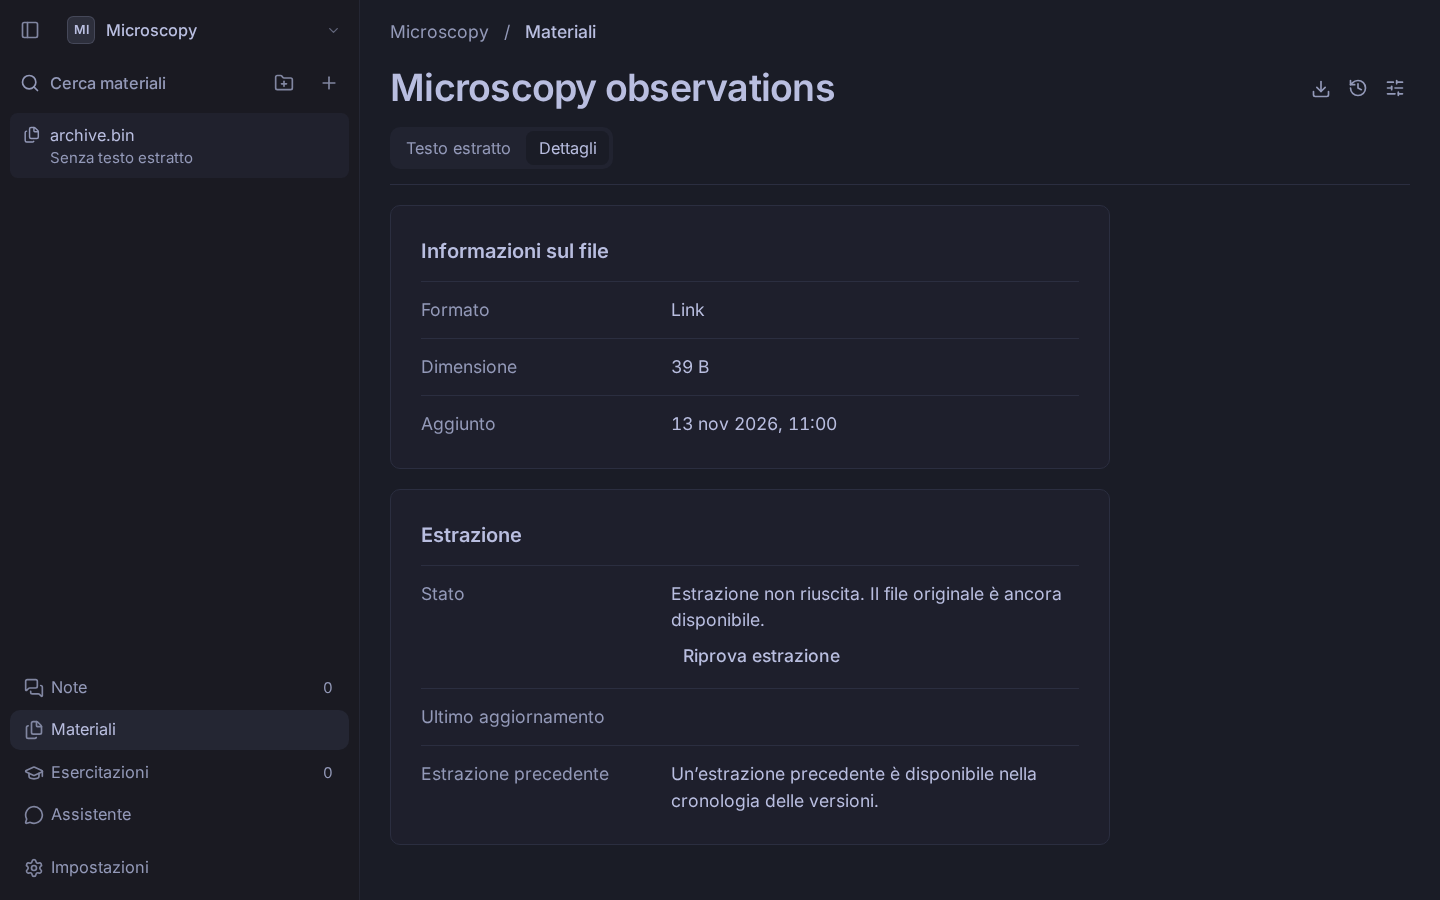 MI Microscopy
Cerca materiali
archive.bin
Senza testo estratto
Note 0
Materiali
Esercitazioni 0
Assistente
Impostazioni
Microscopy / Materiali
Microscopy observations
Testo estratto Dettagli
Informazioni sul file
Formato Link
Dimensione 39 B
Aggiunto 13 nov 2026, 11:00
Estrazione
Stato Estrazione non riuscita. Il file originale è ancora
disponibile.
Riprova estrazione
Ultimo aggiornamento
Estrazione precedente Un’estrazione precedente è disponibile nella
cronologia delle versioni.